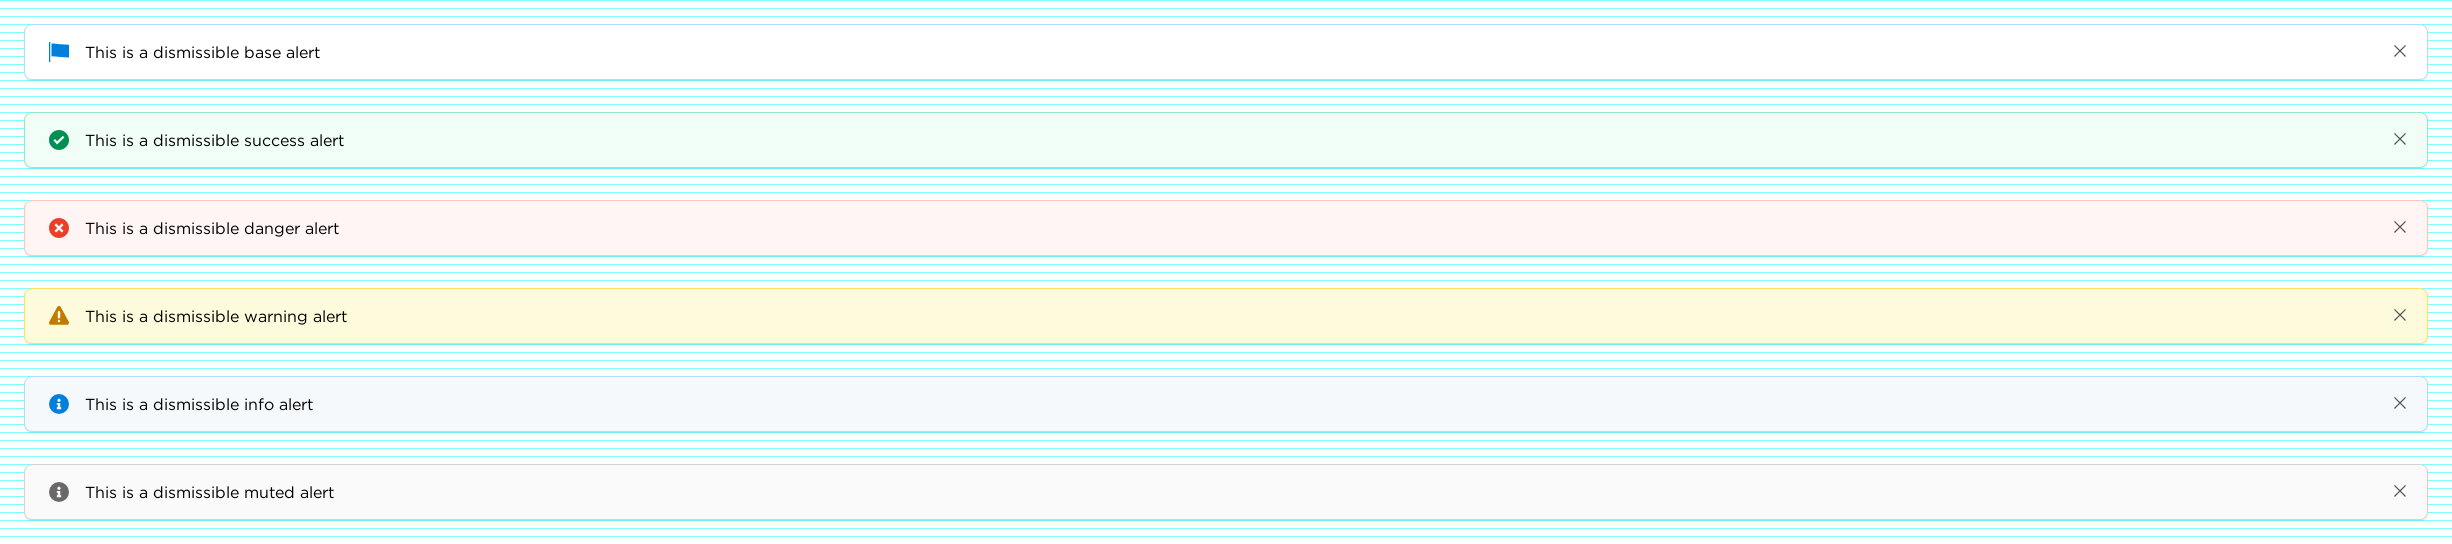 This is a dismissible base alert
This is a dismissible success alert
This is a dismissible danger alert
This is a dismissible warning alert
This is a dismissible info alert
This is a dismissible muted alert